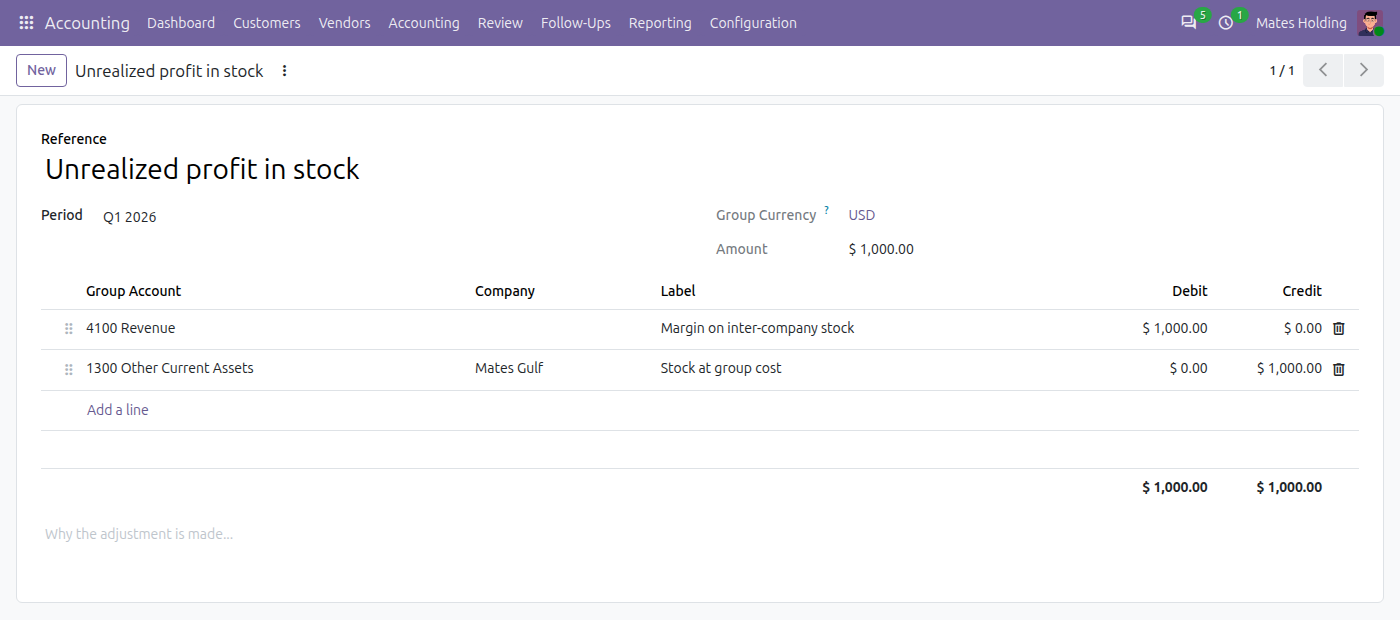 Accounting Dashboard Customers Vendors Accounting Review Follow-Ups Reporting Configuration 5 1 Mates Holding
New Unrealized profit in stock 1 / 1
Reference
Unrealized profit in stock
Period Q1 2026 Group Currency ? USD
Amount $ 1,000.00
Group Account Company Label Debit Credit
4100 Revenue Margin on inter-company stock $ 1,000.00 $ 0.00
1300 Other Current Assets Mates Gulf Stock at group cost $ 0.00 $ 1,000.00
Add a line
$ 1,000.00 $ 1,000.00
Why the adjustment is made...